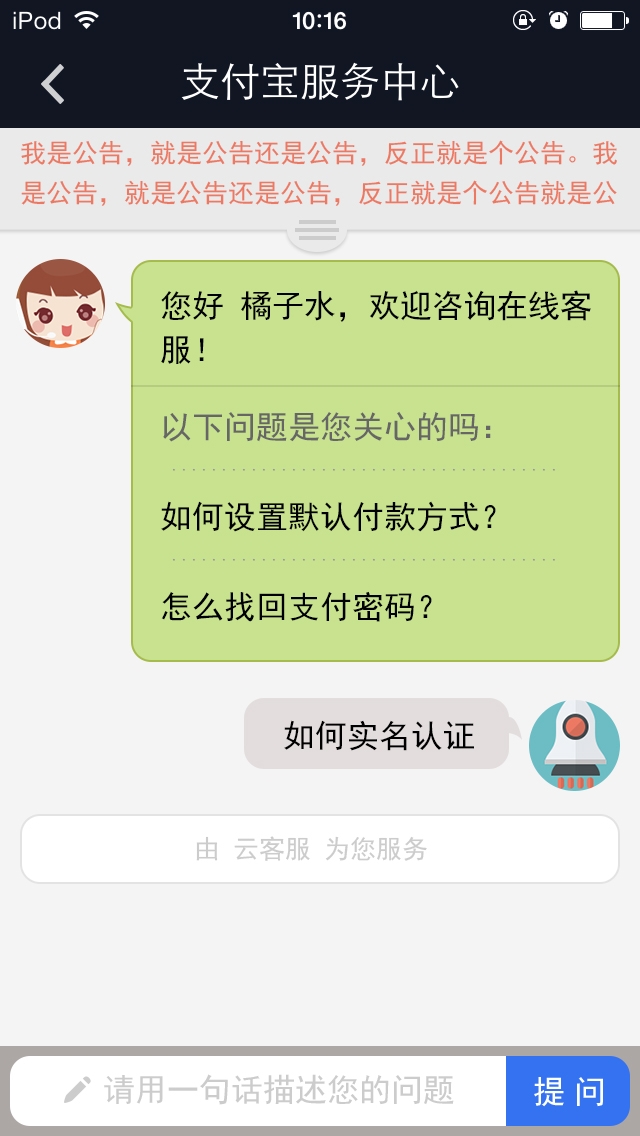 iPod 10:16
支付宝服务中心
我是公告，就是公告还是公告，反正就是个公告。我
是公告，就是公告还是公告，反正就是个公告就是公
您好 橘子水，欢迎咨询在线客
服！
以下问题是您关心的吗：
如何设置默认付款方式？
怎么找回支付密码？
如何实名认证
由 云客服 为您服务
请用一句话描述您的问题 提问